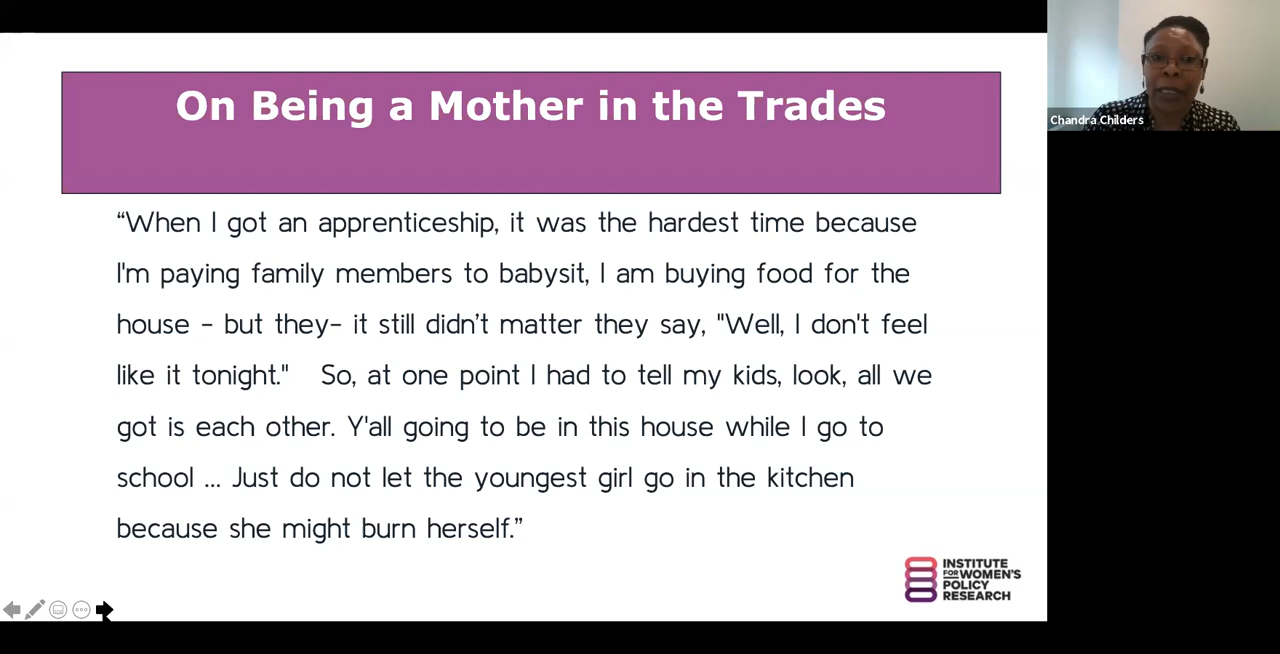 On Being a Mother in the Trades
Chandra Childers
“When I got an apprenticeship, it was the hardest time because
I'm paying family members to babysit, I am buying food for the
house - but they- it still didn’t matter they say, "Well, I don't feel
like it tonight." So, at one point I had to tell my kids, look, all we
got is each other. Y'all going to be in this house while I go to
school ... Just do not let the youngest girl go in the kitchen
because she might burn herself.”
INSTITUTE
FOR WOMEN'S
POLICY
RESEARCH